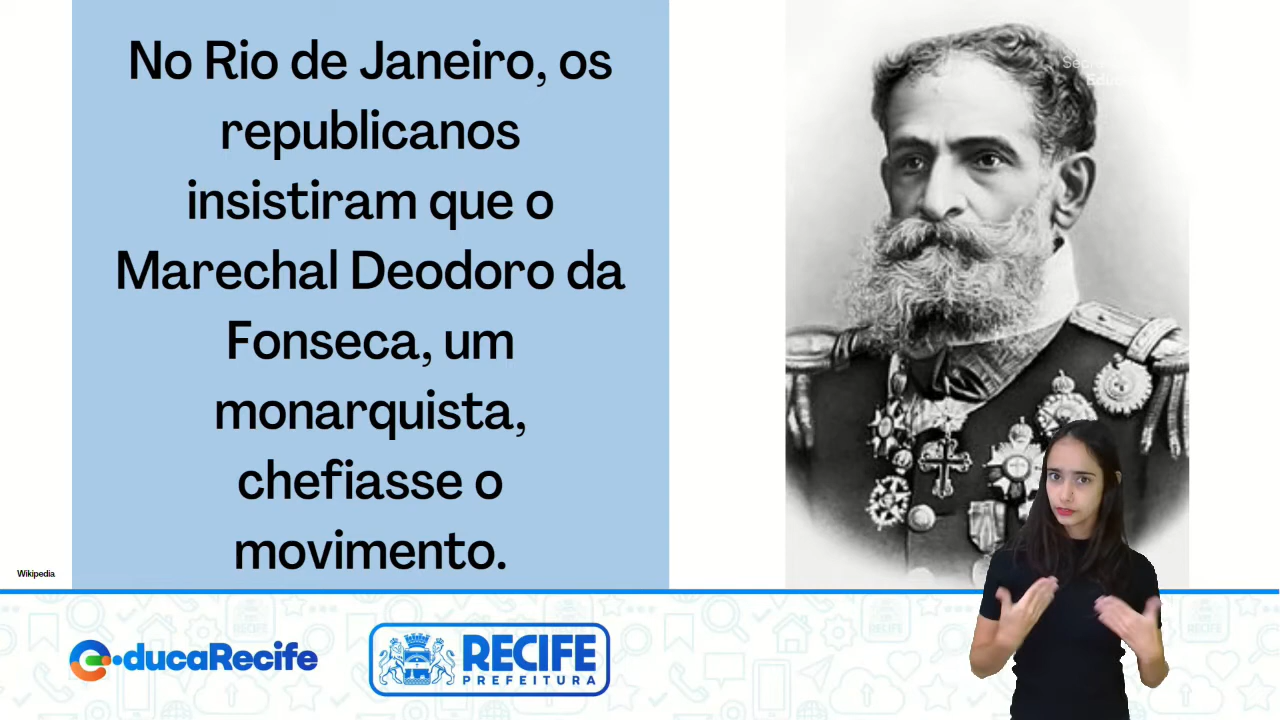 No Rio de Janeiro, os
republicanos
insistiram que o
Marechal Deodoro da
Fonseca, um
monarquista,
chefiasse o
movimento.
Wikipedia
ducaRecife
RECIFE
PREFEITURA